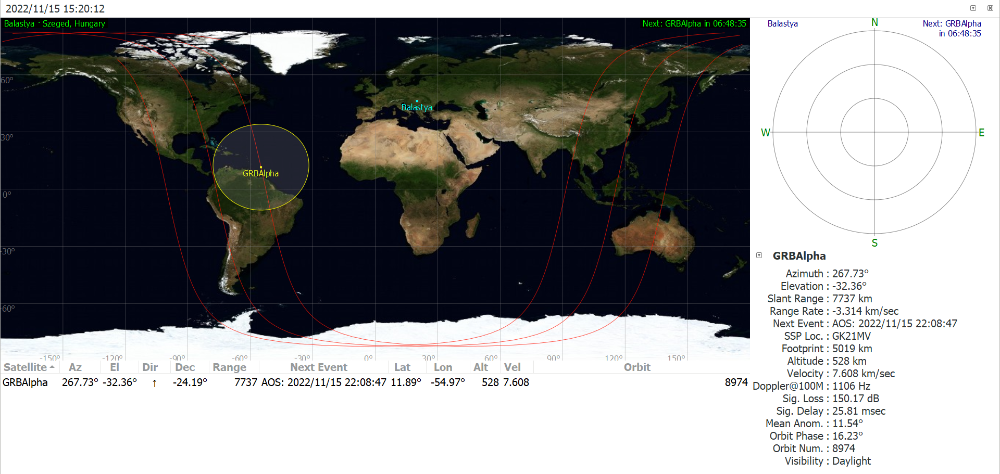 2022/11/15 15:20:12
Balastya · Szeged, Hungary
Next: GRBAlpha in 06:48:35
60°
30°
0°
-30°
-60°
Balastya
GRBAlpha
-150° -120° -90° -60° -30° 0° 30° 60° 90° 120° 150°
Satellite Az El Dir Dec Range Next Event Lat Lon Alt Vel Orbit
GRBAlpha 267.73° -32.36° ↑ -24.19° 7737 AOS: 2022/11/15 22:08:47 11.89° -54.97° 528 7.608 8974
Balastya
Next: GRBAlpha
in 06:48:35
N
W
E
S
GRBAlpha
Azimuth : 267.73°
Elevation : -32.36°
Slant Range : 7737 km
Range Rate : -3.314 km/sec
Next Event : AOS: 2022/11/15 22:08:47
SSP Loc. : GK21MV
Footprint : 5019 km
Altitude : 528 km
Velocity : 7.608 km/sec
Doppler@100M : 1106 Hz
Sig. Loss : 150.17 dB
Sig. Delay : 25.81 msec
Mean Anom. : 11.54°
Orbit Phase : 16.23°
Orbit Num. : 8974
Visibility : Daylight